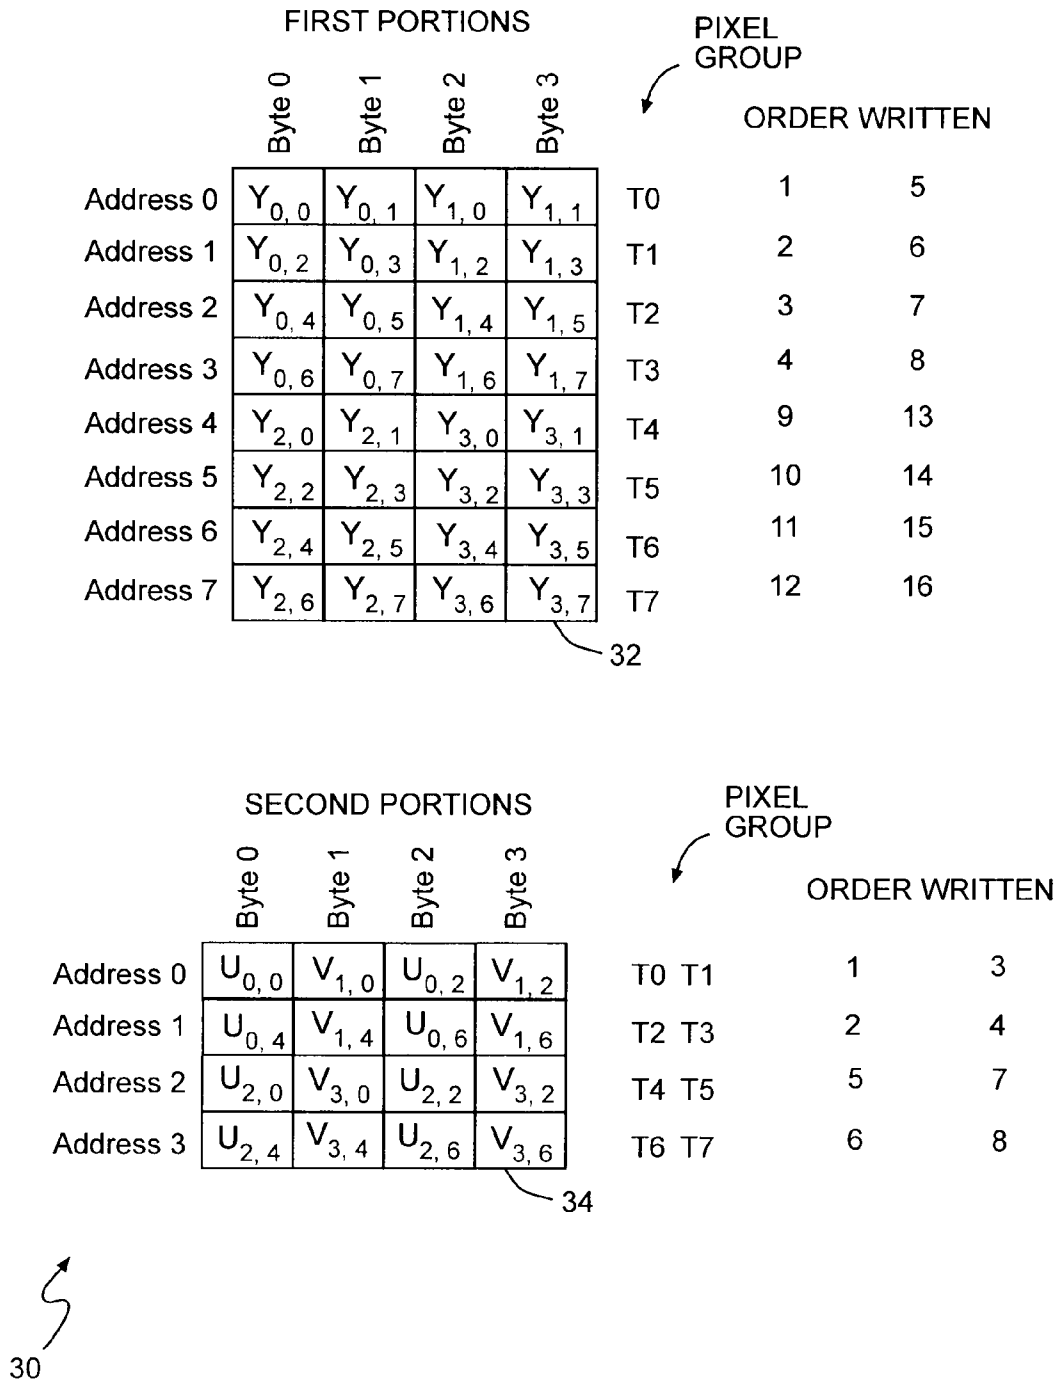 FIRST PORTIONS
PIXEL
GROUP
Byte 0 Byte 1 Byte 2 Byte 3
ORDER WRITTEN
Address 0 Y0, 0 Y0, 1 Y1, 0 Y1, 1 T0 1 5
Address 1 Y0, 2 Y0, 3 Y1, 2 Y1, 3 T1 2 6
Address 2 Y0, 4 Y0, 5 Y1, 4 Y1, 5 T2 3 7
Address 3 Y0, 6 Y0, 7 Y1, 6 Y1, 7 T3 4 8
Address 4 Y2, 0 Y2, 1 Y3, 0 Y3, 1 T4 9 13
Address 5 Y2, 2 Y2, 3 Y3, 2 Y3, 3 T5 10 14
Address 6 Y2, 4 Y2, 5 Y3, 4 Y3, 5 T6 11 15
Address 7 Y2, 6 Y2, 7 Y3, 6 Y3, 7 T7 12 16
32
SECOND PORTIONS
PIXEL
GROUP
Byte 0 Byte 1 Byte 2 Byte 3
ORDER WRITTEN
Address 0 U0, 0 V1, 0 U0, 2 V1, 2 T0 T1 1 3
Address 1 U0, 4 V1, 4 U0, 6 V1, 6 T2 T3 2 4
Address 2 U2, 0 V3, 0 U2, 2 V3, 2 T4 T5 5 7
Address 3 U2, 4 V3, 4 U2, 6 V3, 6 T6 T7 6 8
34
30